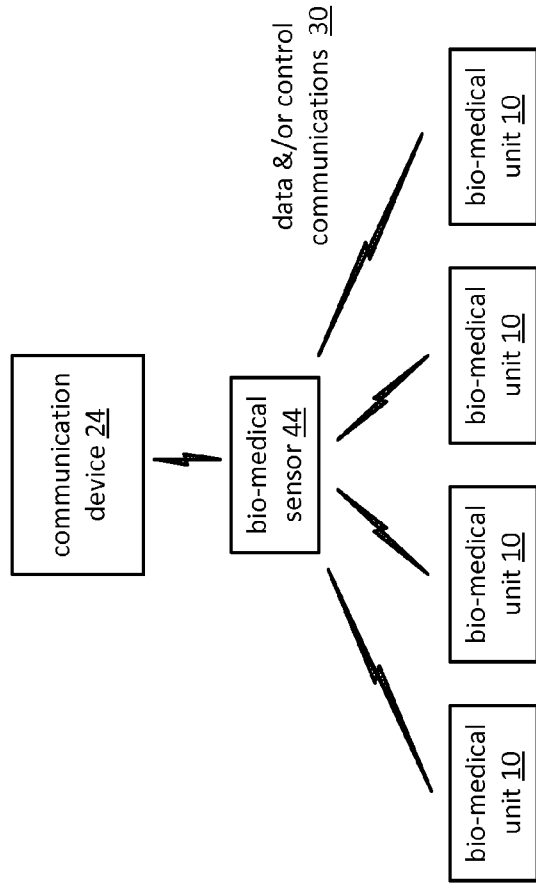 communication
device 24
bio-medical
sensor 44
data &/or control
communications 30
bio-medical
unit 10
bio-medical
unit 10
bio-medical
unit 10
bio-medical
unit 10